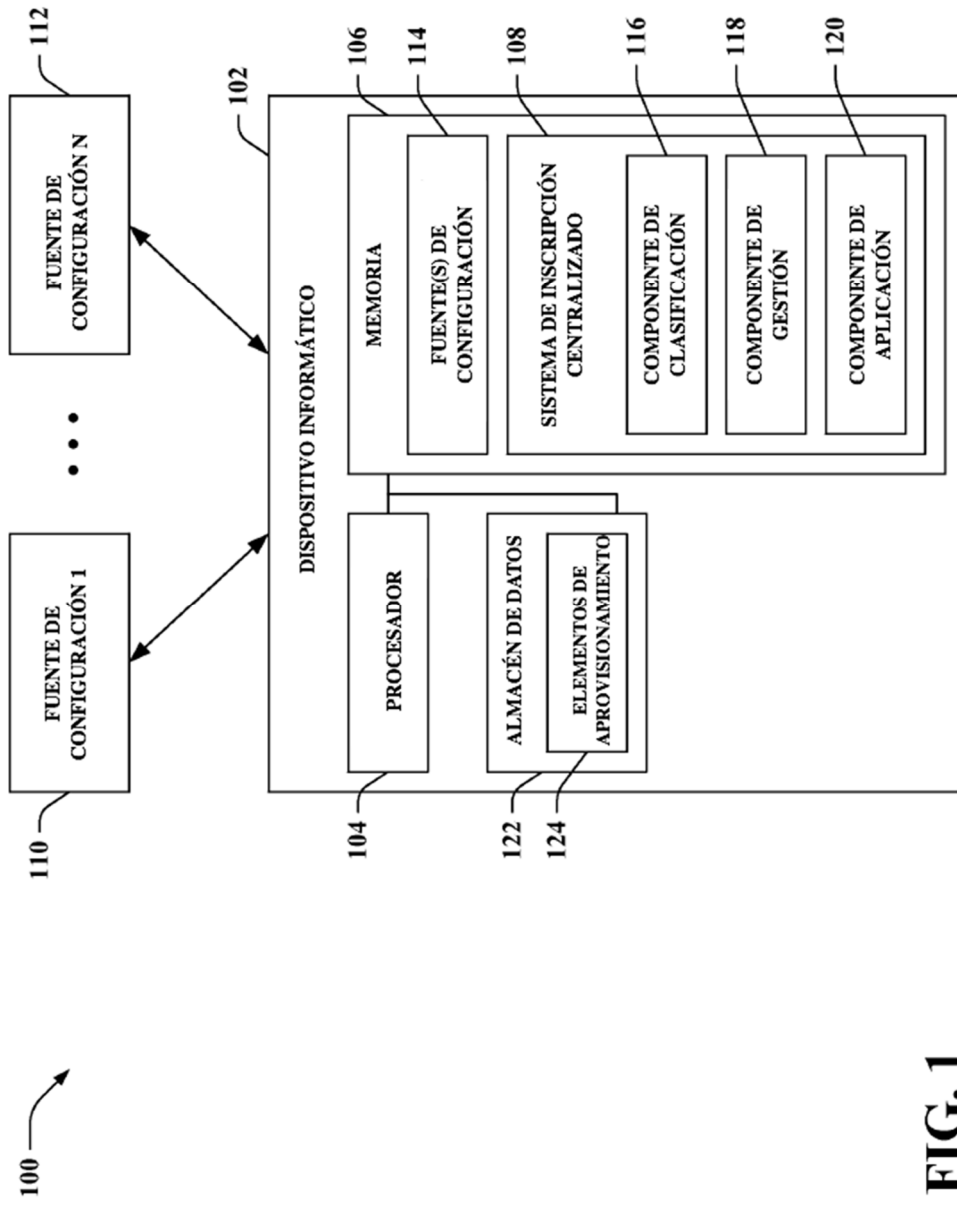 100
110
FUENTE DE
CONFIGURACIÓN 1
FUENTE DE
CONFIGURACIÓN N
112
102
DISPOSITIVO INFORMÁTICO
104
PROCESADOR
122
ALMACÉN DE DATOS
124
ELEMENTOS DE
APROVISIONAMIENTO
MEMORIA
106
FUENTE(S) DE
CONFIGURACIÓN
114
SISTEMA DE INSCRIPCIÓN
CENTRALIZADO
108
COMPONENTE DE
CLASIFICACIÓN
116
COMPONENTE DE
GESTIÓN
118
COMPONENTE DE
APLICACIÓN
120
FIG. 1